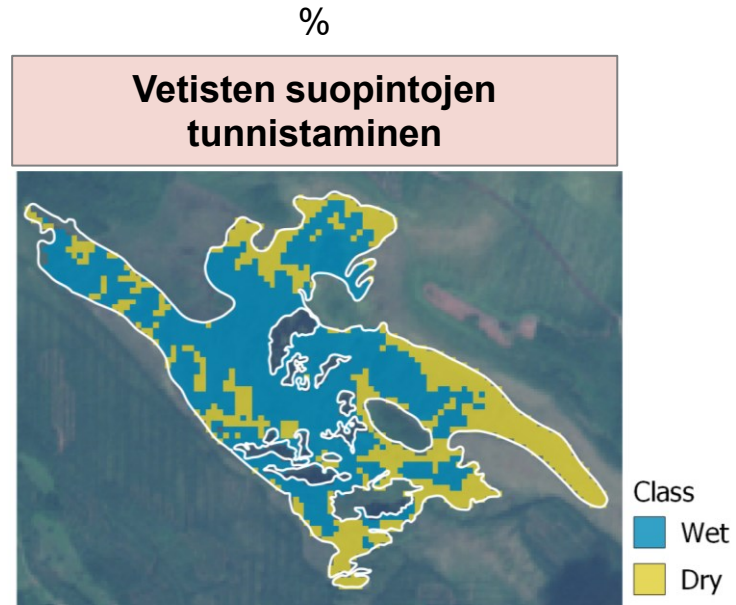 %
Vetisten suopintojen
tunnistaminen
Class
Wet
Dry